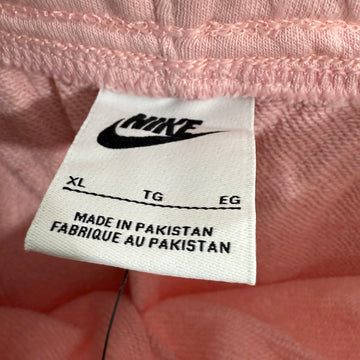 NIKE
XL TG EG
MADE IN PAKISTAN
FABRIQUE AU PAKISTAN